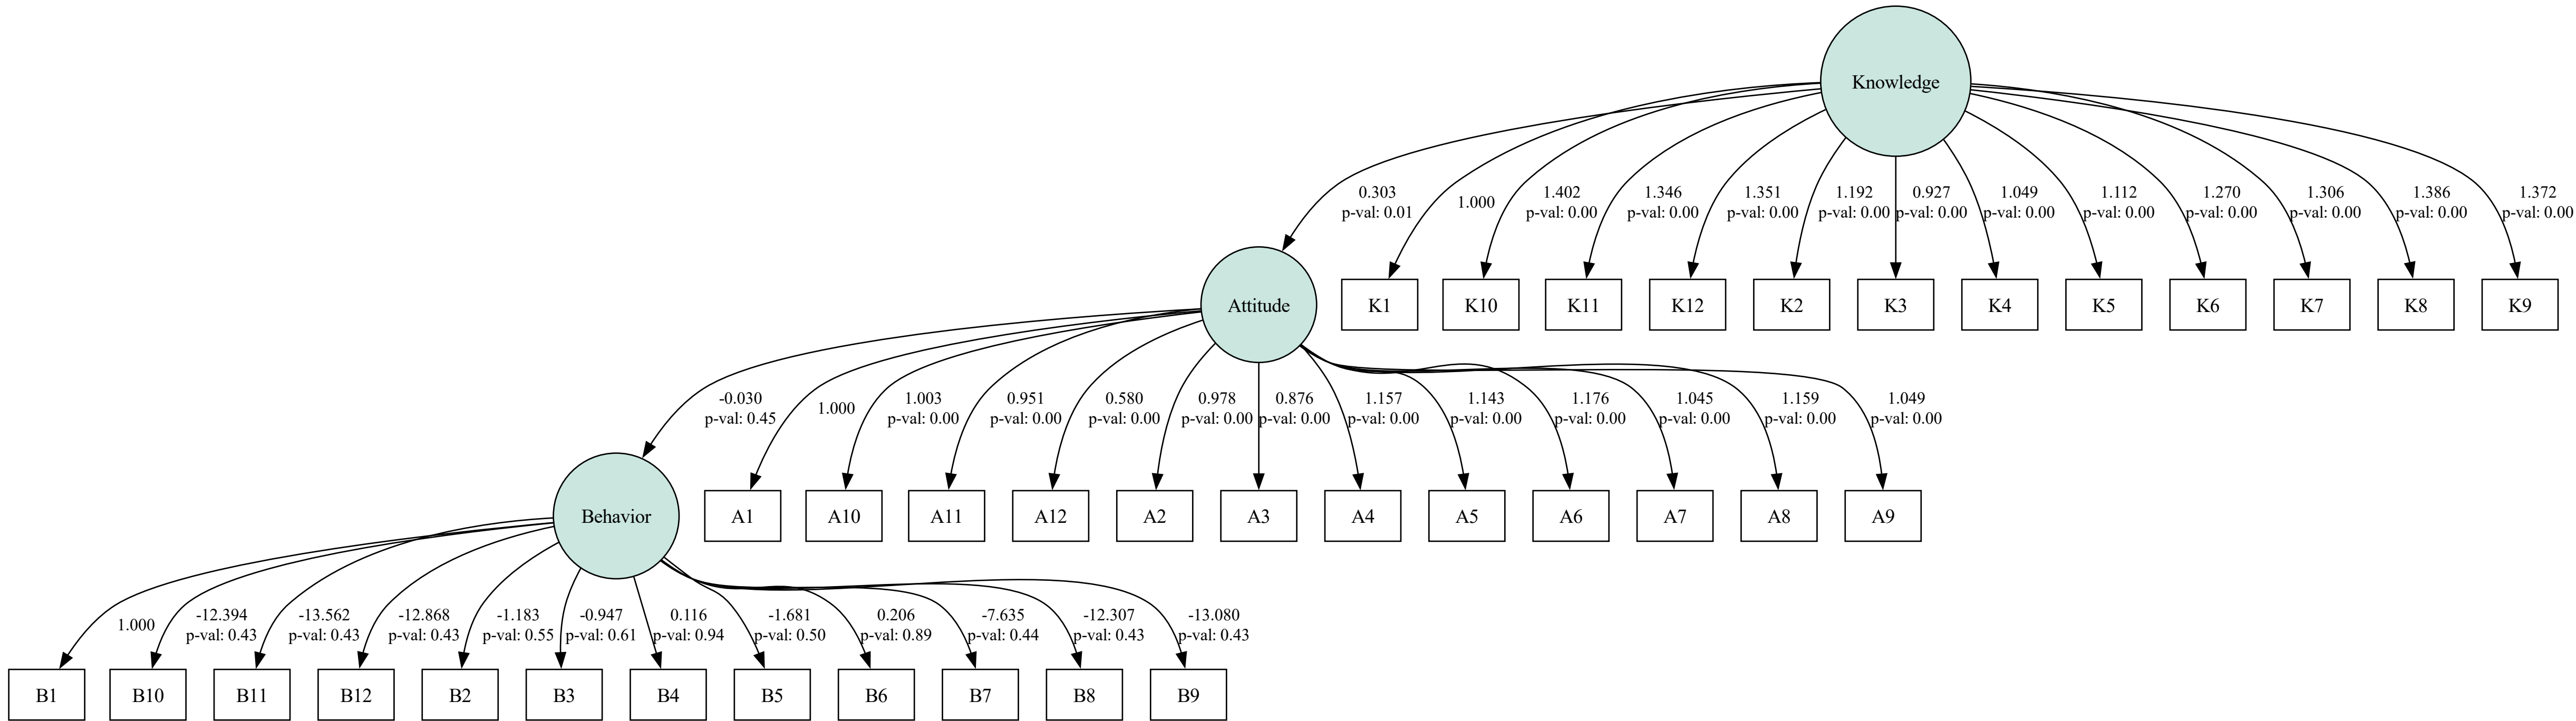 Knowledge
0.303
p-val: 0.01
1.000
1.402
p-val: 0.00
1.346
p-val: 0.00
1.351
p-val: 0.00
1.192
p-val: 0.00
0.927
p-val: 0.00
1.049
p-val: 0.00
1.112
p-val: 0.00
1.270
p-val: 0.00
1.306
p-val: 0.00
1.386
p-val: 0.00
1.372
p-val: 0.00
Attitude
K1
K10
K11
K12
K2
K3
K4
K5
K6
K7
K8
K9
-0.030
p-val: 0.45
1.000
1.003
p-val: 0.00
0.951
p-val: 0.00
0.580
p-val: 0.00
0.978
p-val: 0.00
0.876
p-val: 0.00
1.157
p-val: 0.00
1.143
p-val: 0.00
1.176
p-val: 0.00
1.045
p-val: 0.00
1.159
p-val: 0.00
1.049
p-val: 0.00
Behavior
A1
A10
A11
A12
A2
A3
A4
A5
A6
A7
A8
A9
1.000
-12.394
p-val: 0.43
-13.562
p-val: 0.43
-12.868
p-val: 0.43
-1.183
p-val: 0.55
-0.947
p-val: 0.61
0.116
p-val: 0.94
-1.681
p-val: 0.50
0.206
p-val: 0.89
-7.635
p-val: 0.44
-12.307
p-val: 0.43
-13.080
p-val: 0.43
B1
B10
B11
B12
B2
B3
B4
B5
B6
B7
B8
B9